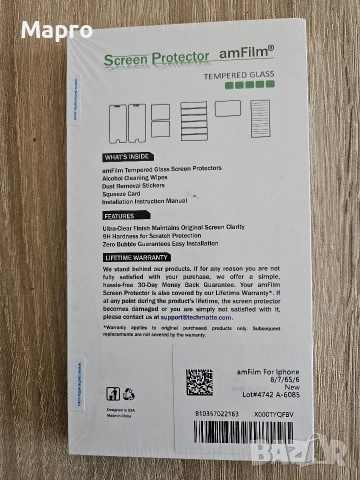 Mapro
Screen Protector amFilm®
TEMPERED GLASS
WHAT'S INSIDE
amFilm Tempered Glass Screen Protectors
Alcohol Cleaning Wipes
Dust Removal Stickers
Squeeze Card
Installation Instruction Manual
FEATURES
Ultra-Clear Finish Maintains Original Screen Clarity
9H Hardness for Scratch Protection
Zero Bubble Guarantees Easy Installation
LIFETIME WARRANTY
We stand behind our products. If for any reason you are not
fully satisfied with your purchase, we offer a simple,
hassle-free 30-Day Money Back Guarantee. Your amFilm
Screen Protector is also covered by our Lifetime Warranty*. If
at any point during the product's lifetime, the screen protector
becomes damaged or you are simply not satisfied with it,
please contact us at support@techmatte.com.
*Warranty applies to original purchased products only. Subsequent
replacements are not covered by this warranty.
Designed in USA
Made in China
810357022163
amFilm For Iphone
8/7/6S/6
New
Lot#4742 A-6085
X000TYQFBV
BAZAR